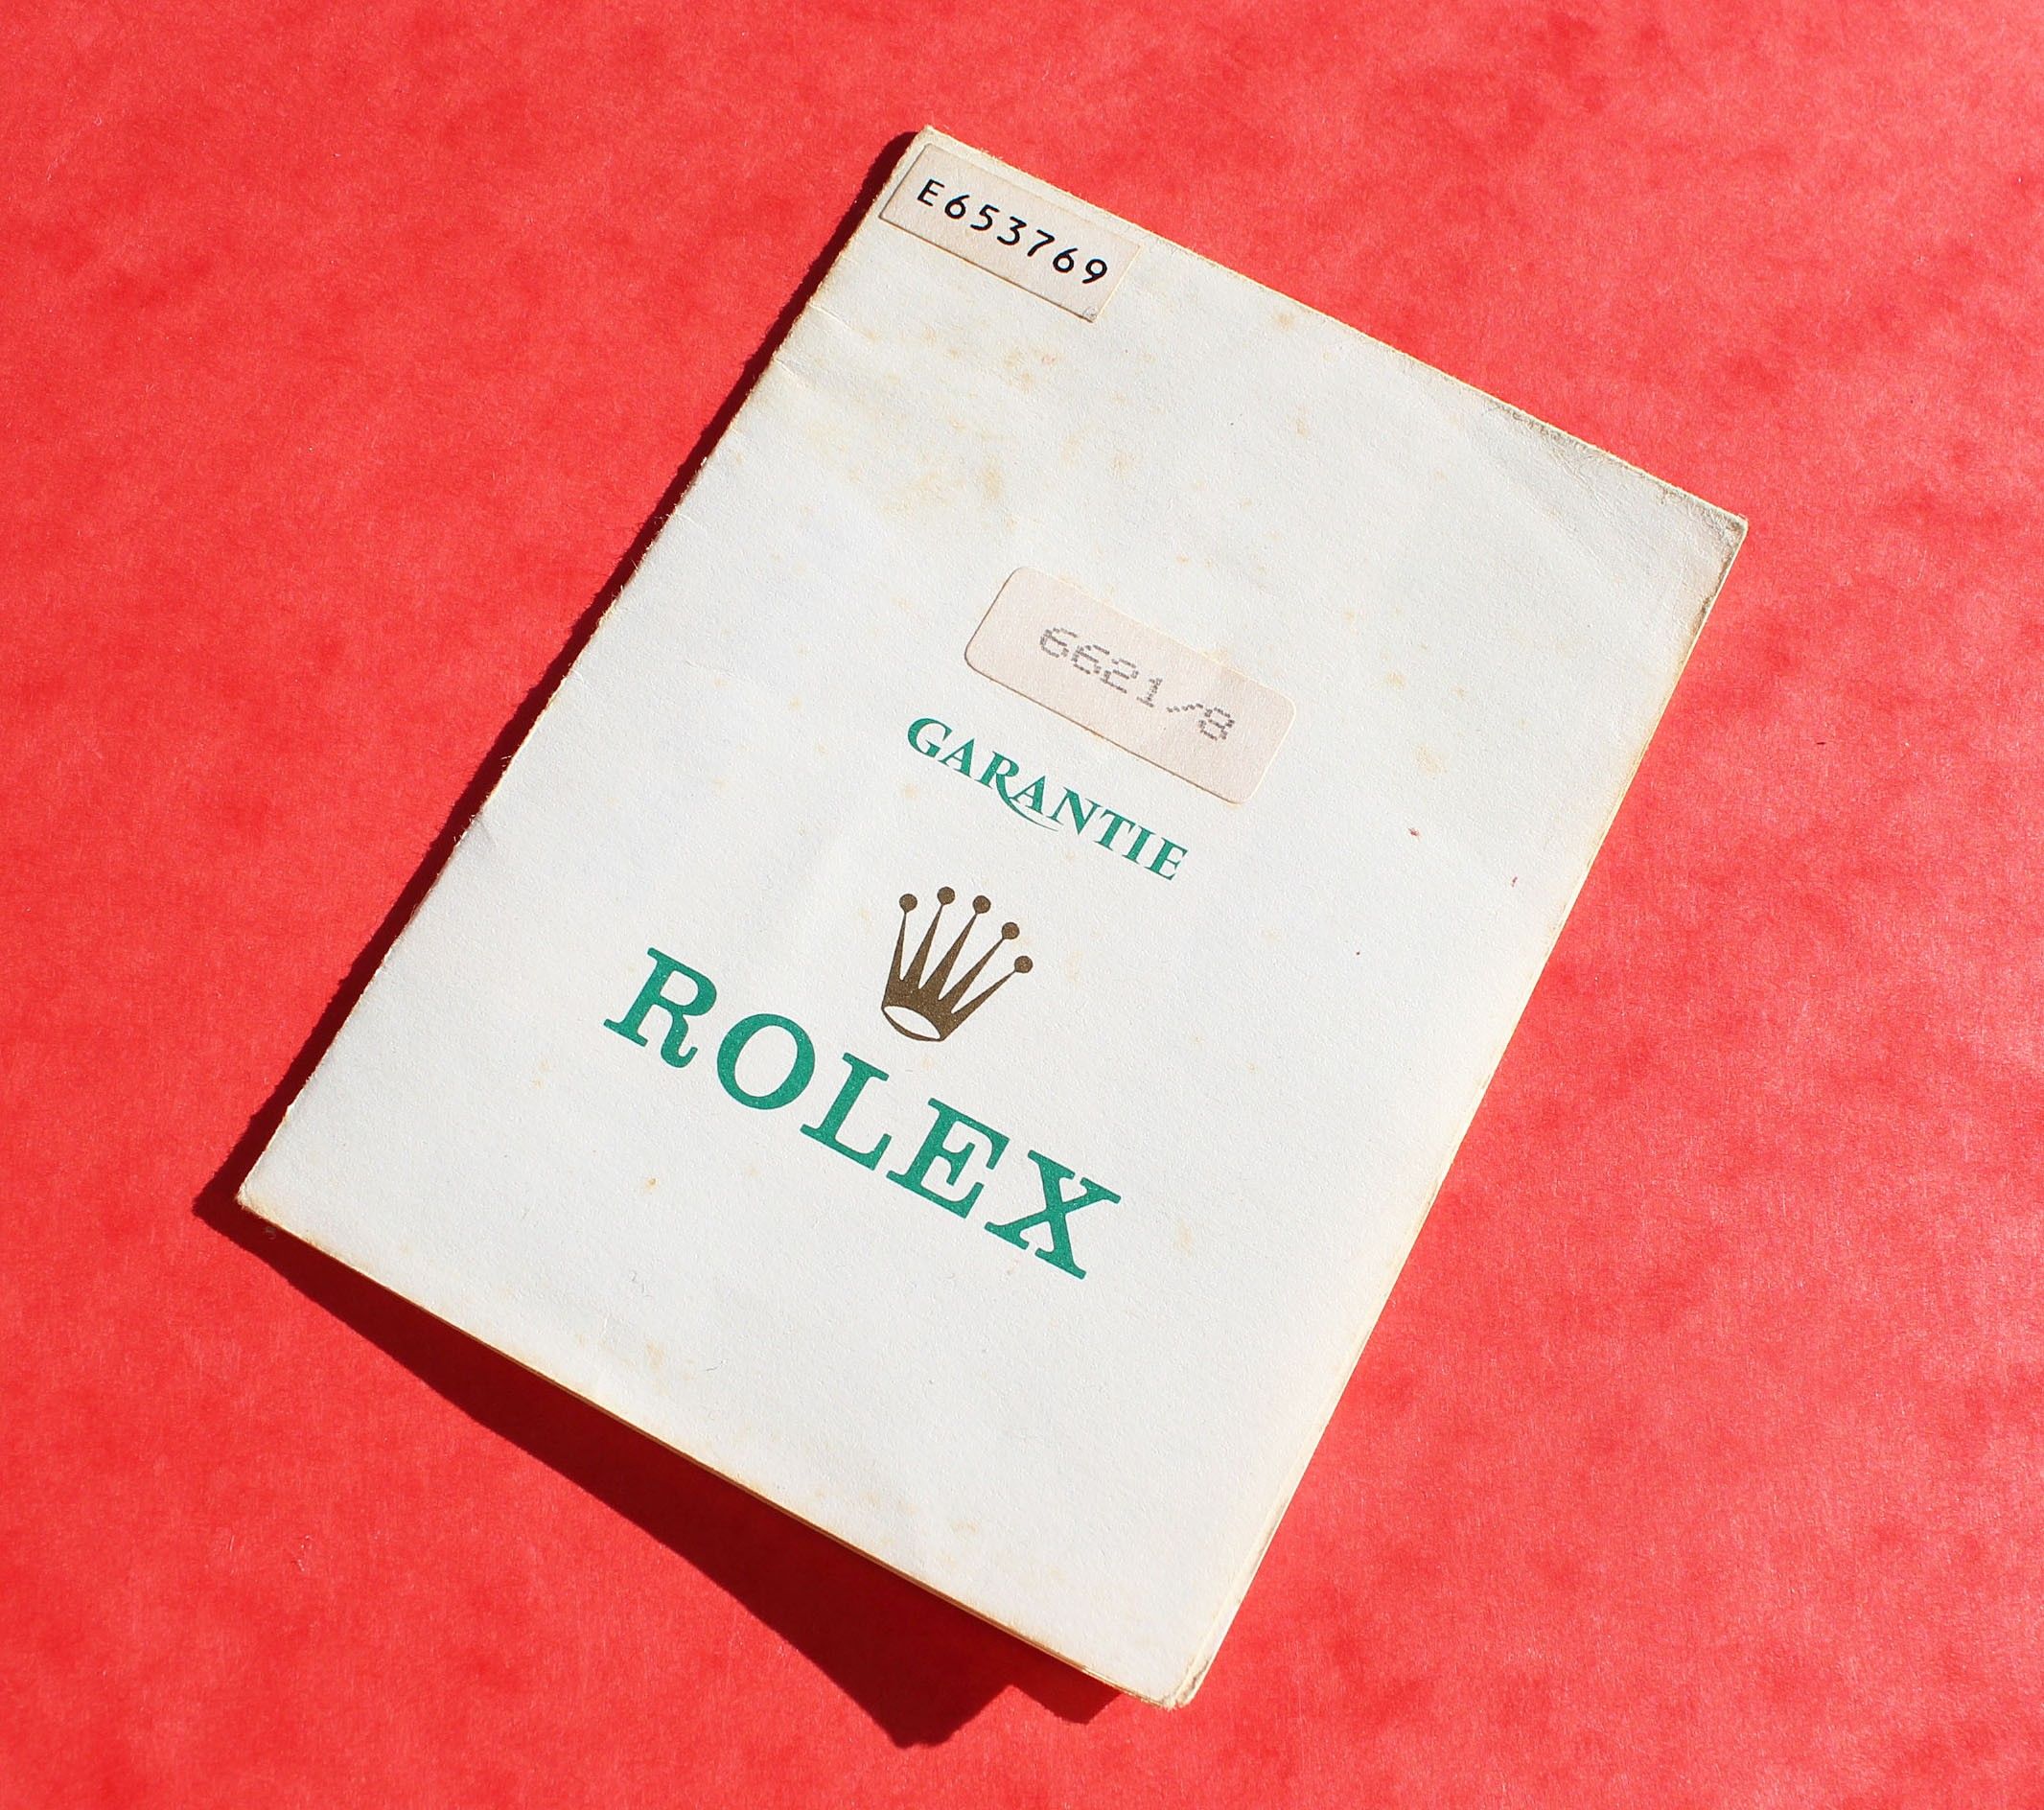 E653769
6621/8
GARANTIE
ROLEX